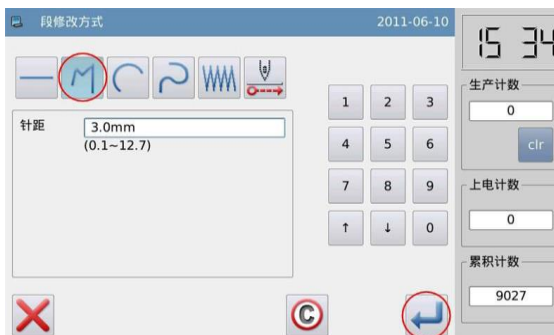 段修改方式 2011-06-10
15 34
针距 3.0mm
(0.1~12.7)
1 2 3
4 5 6
7 8 9
↑ ↓ 0
生产计数
0
clr
上电计数
0
累积计数
9027
C